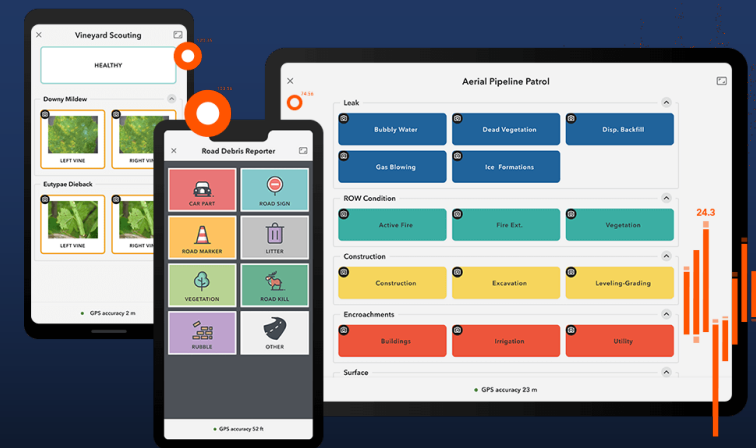 Vineyard Scouting
HEALTHY
Downy Mildew
LEFT VINE
RIGHT VIN
Eutypae Dieback
LEFT VINE
RIGHT V
GPS accuracy 2 m
Road Debris Reporter
CAR PART
ROAD SIGN
ROAD MARKER
LITTER
VEGETATION
ROAD KILL
RUBBLE
OTHER
GPS accuracy 52 ft
Aerial Pipeline Patrol
Leak
Bubbly Water
Dead Vegetation
Disp. Backfill
Gas Blowing
Ice Formations
ROW Condition
Active Fire
Fire Ext.
Vegetation
Construction
Construction
Excavation
Leveling-Grading
Encroachments
Buildings
Irrigation
Utility
Surface
GPS accuracy 23 m
24.3